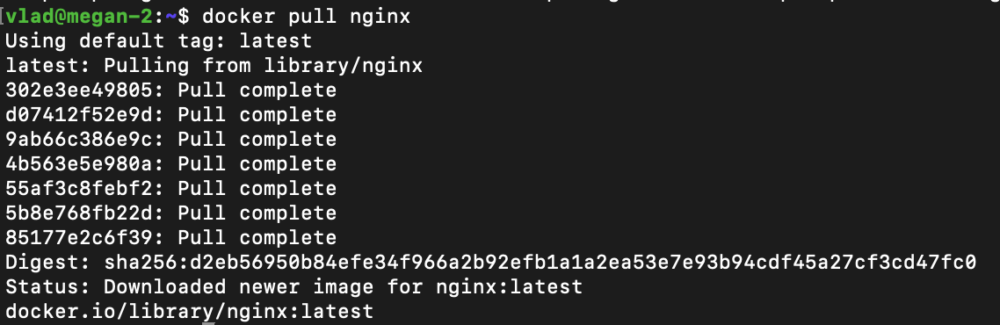 [vlad@megan-2:~$ docker pull nginx
Using default tag: latest
latest: Pulling from library/nginx
302e3ee49805: Pull complete
d07412f52e9d: Pull complete
9ab66c386e9c: Pull complete
4b563e5e980a: Pull complete
55af3c8febf2: Pull complete
5b8e768fb22d: Pull complete
85177e2c6f39: Pull complete
Digest: sha256:d2eb56950b84efe34f966a2b92efb1a1a2ea53e7e93b94cdf45a27cf3cd47fc0
Status: Downloaded newer image for nginx:latest
docker.io/library/nginx:latest